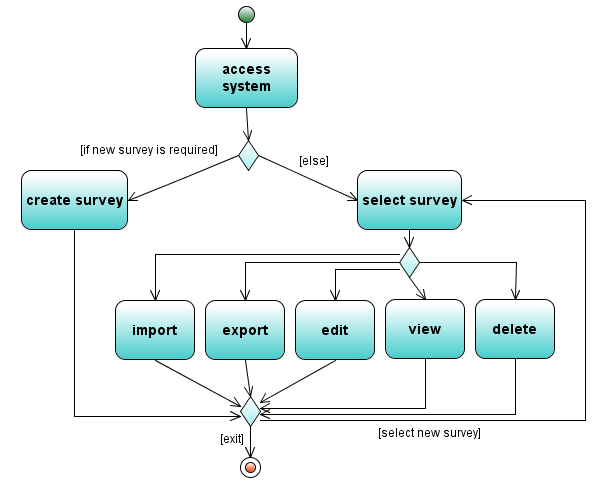 access
system
[if new survey is required]
[else]
create survey
select survey
import
export
edit
view
delete
[select new survey]
[exit]